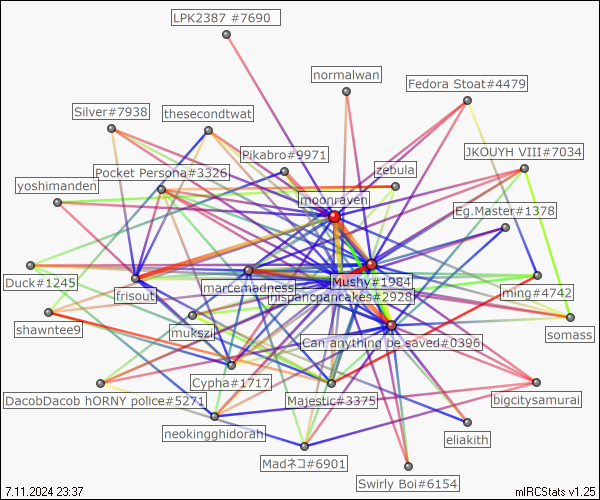 LPK2387 #7690
normalwan
Fedora Stoat#4479
Silver#7938
thesecondtwat
Pikabro#9971
JKOUYH VIII#7034
zebula
Pocket Persona#3326
yoshimanden
moonraven
Eg.Master#1378
Duck#1245
marcemadness
Mushy#1984
ming#4742
frisout
mspancpancakes#2928
shawntee9
mukszi
Can anything be saved#0396
somass
Cypha#1717
DacobDacob hORNY police#5271
Majestic#3375
bigcitysamurai
neokingghidorah
eliakith
Madネコ#6901
Swirly Boi#6154
7.11.2024 23:37
mIRCStats v1.25